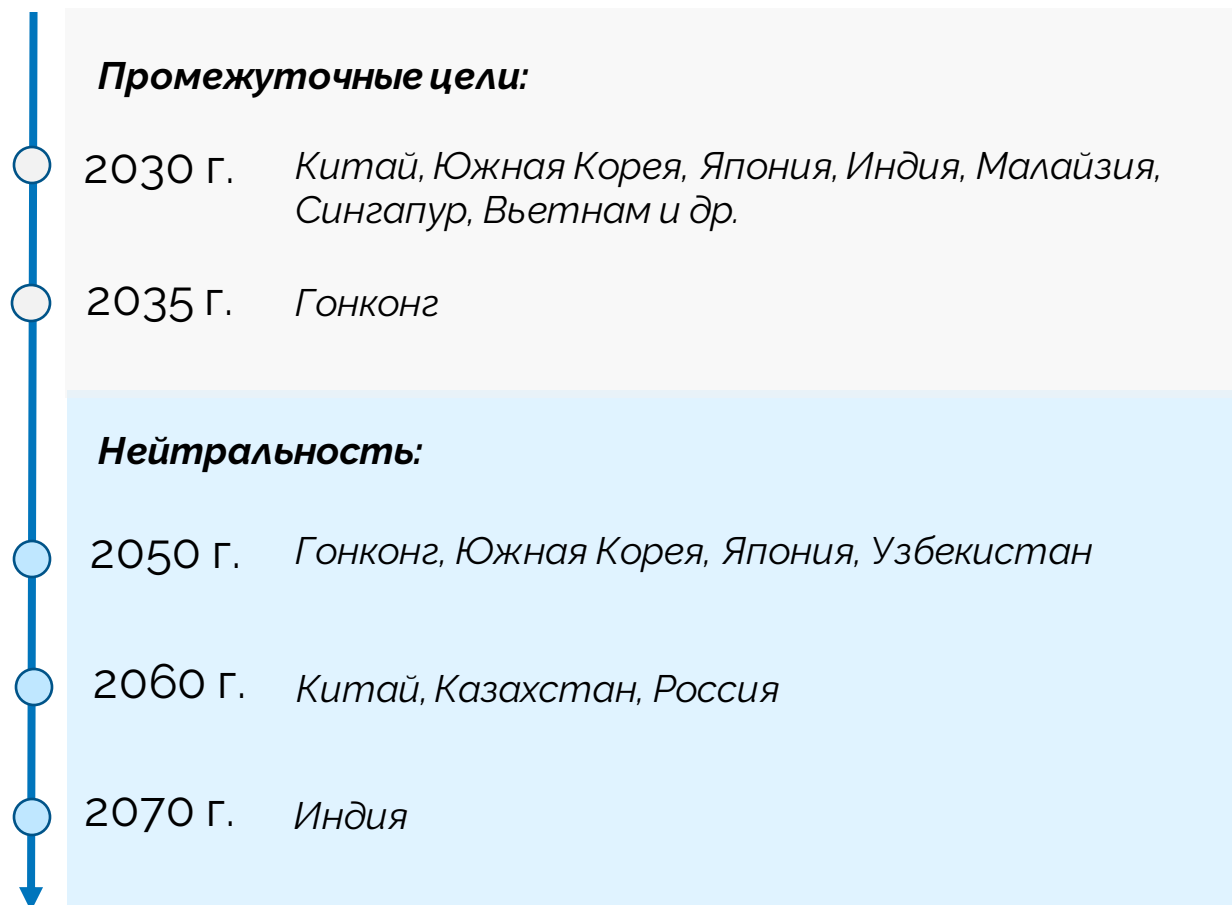 Промежуточные цели:
2030 г. Китай, Южная Корея, Япония, Индия, Малайзия,
Сингапур, Вьетнам и др.
2035 г. Гонконг
Нейтральность:
2050 г. Гонконг, Южная Корея, Япония, Узбекистан
2060 г. Китай, Казахстан, Россия
2070 г. Индия